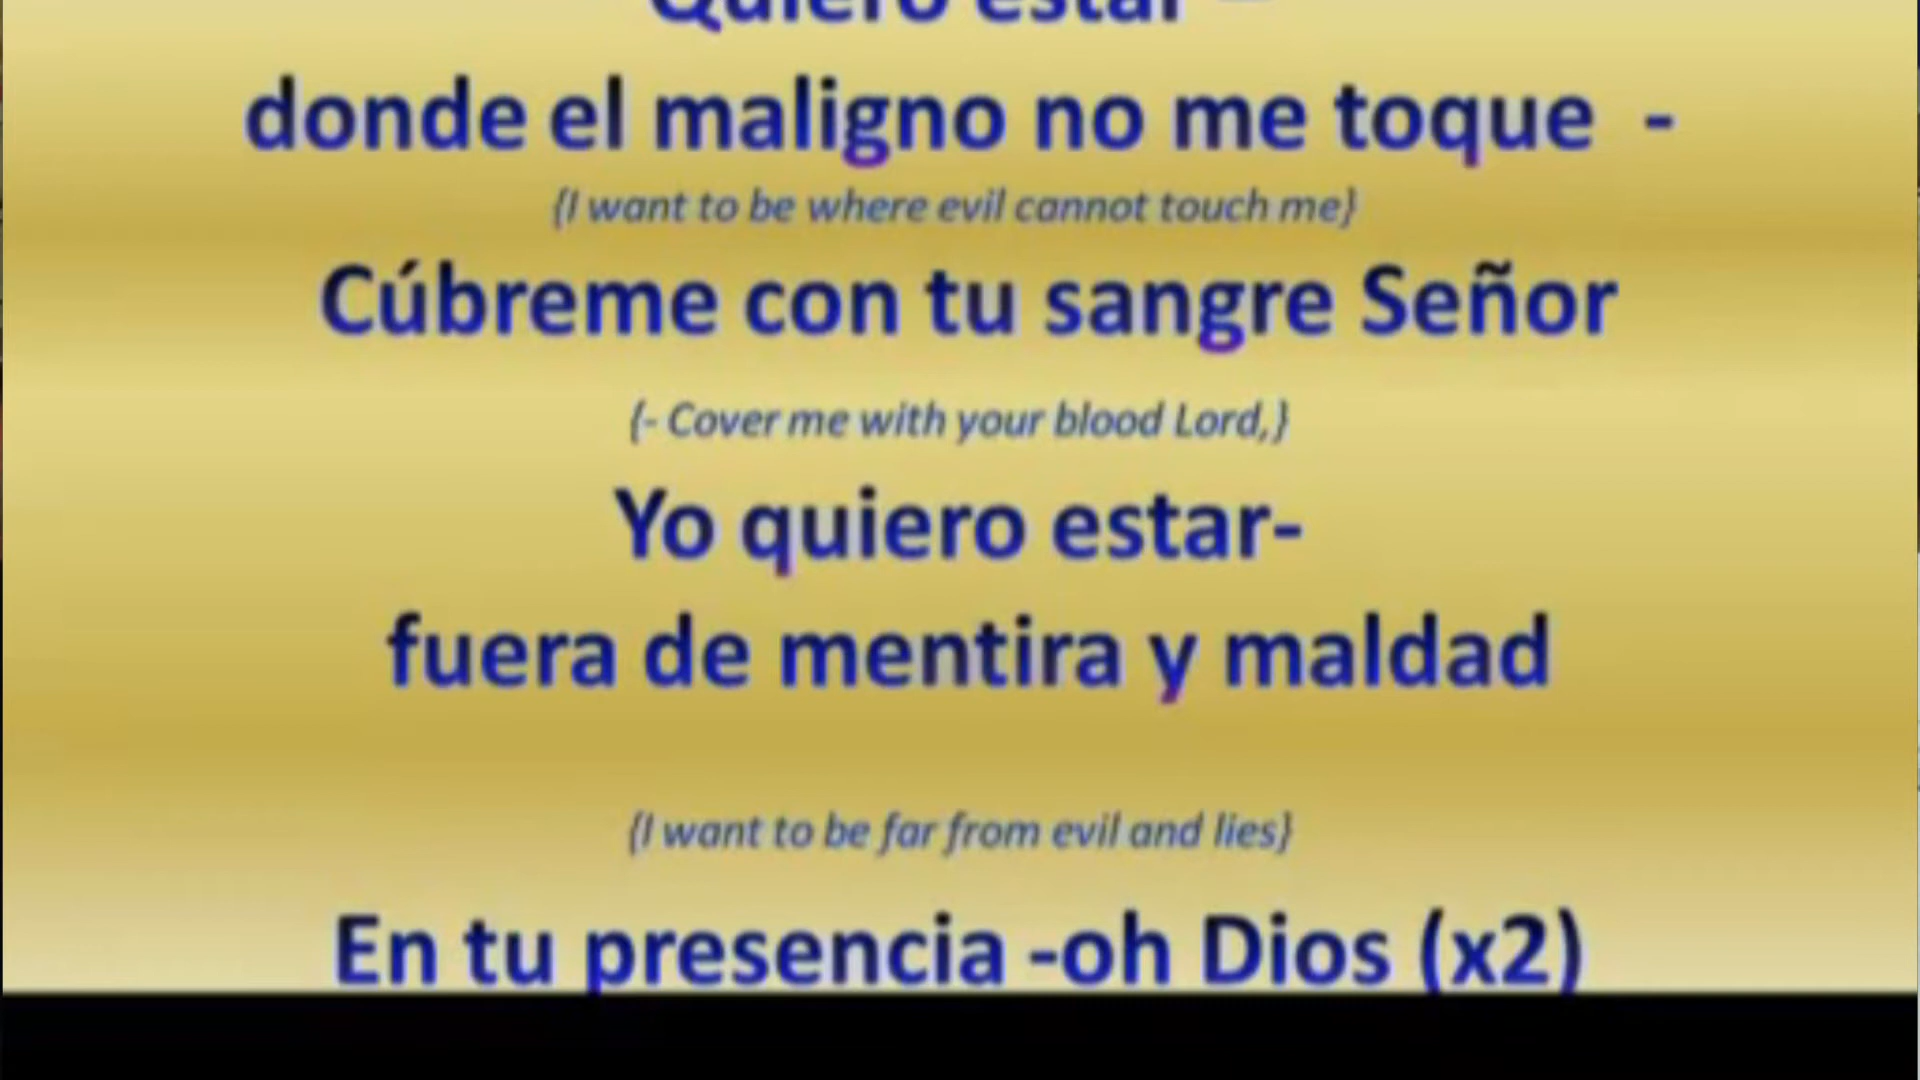 Quiero estar –
donde el maligno no me toque -
{I want to be where evil cannot touch me}
Cúbreme con tu sangre Señor
{- Cover me with your blood Lord,}
Yo quiero estar-
fuera de mentira y maldad
{I want to be far from evil and lies}
En tu presencia -oh Dios (x2)